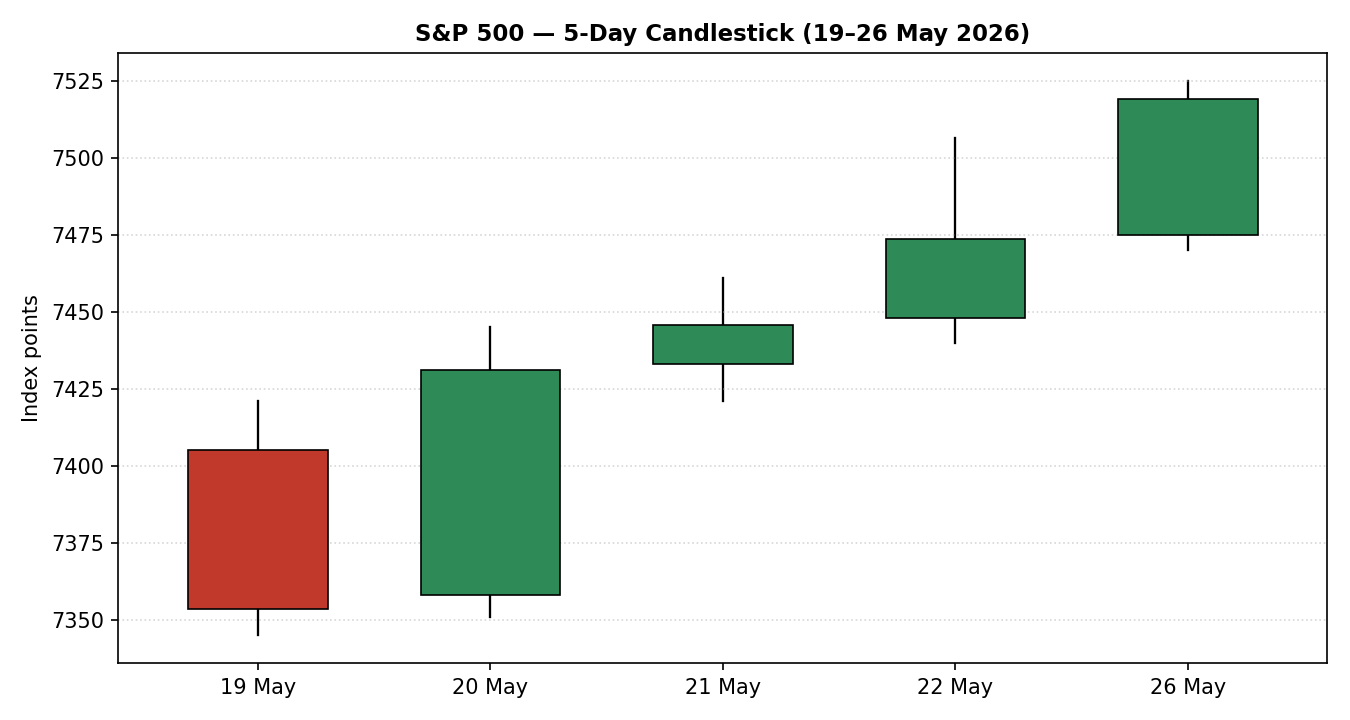 S&P 500 — 5-Day Candlestick (19–26 May 2026)
7525
7500
7475
7450
7425
7400
7375
7350
Index points
19 May
20 May
21 May
22 May
26 May